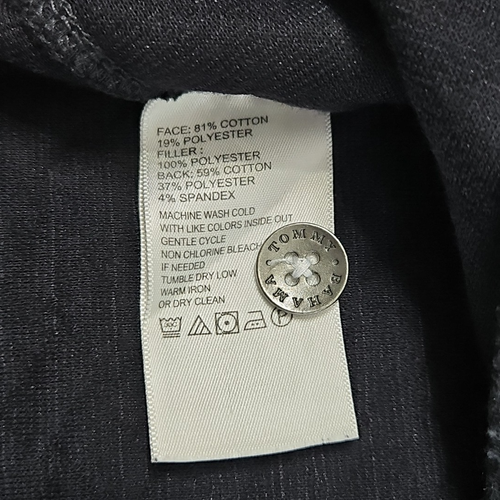 FACE: 81% COTTON
19% POLYESTER
FILLER :
100% POLYESTER
BACK: 59% COTTON
37% POLYESTER
4% SPANDEX
MACHINE WASH COLD
WITH LIKE COLORS INSIDE OUT
GENTLE CYCLE
NON CHLORINE BLEACH
IF NEEDED
TUMBLE DRY LOW
WARM IRON
OR DRY CLEAN
P
TOMMY • BAHAMA